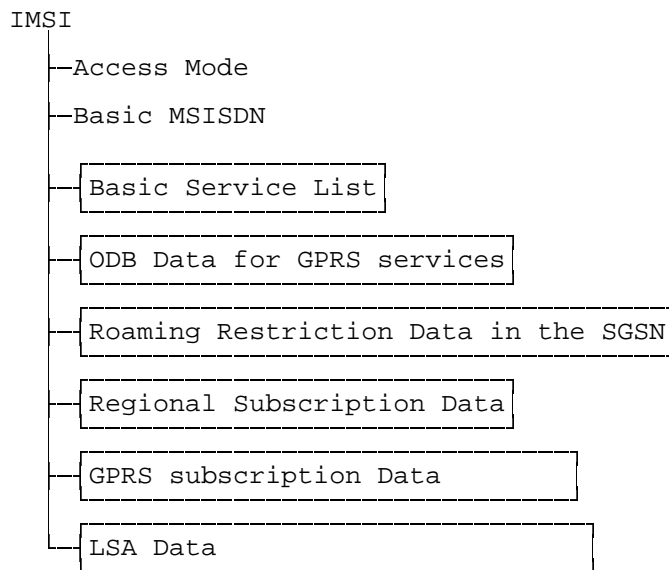 IMSI
Access Mode
Basic MSISDN
Basic Service List
ODB Data for GPRS services
Roaming Restriction Data in the SGSN
Regional Subscription Data
GPRS subscription Data
LSA Data